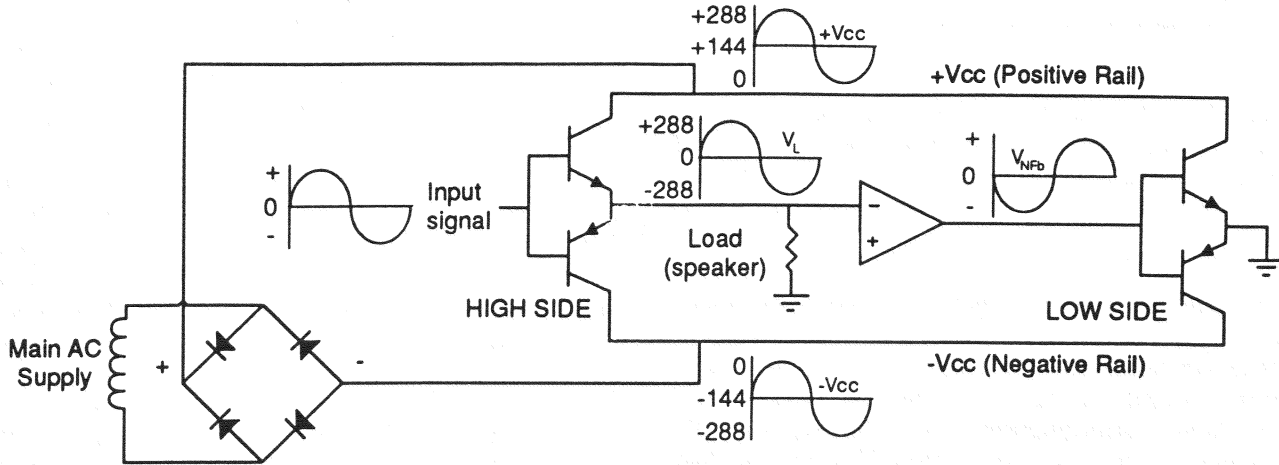 +288
+144
0
+Vcc
+Vcc (Positive Rail)
+288
0
-288
V_L
+
0
-
V_NFb
+
0
-
Input
signal
−
+
Load
(speaker)
HIGH SIDE
LOW SIDE
Main AC
Supply
+
-
-Vcc (Negative Rail)
0
-144
-288
-Vcc